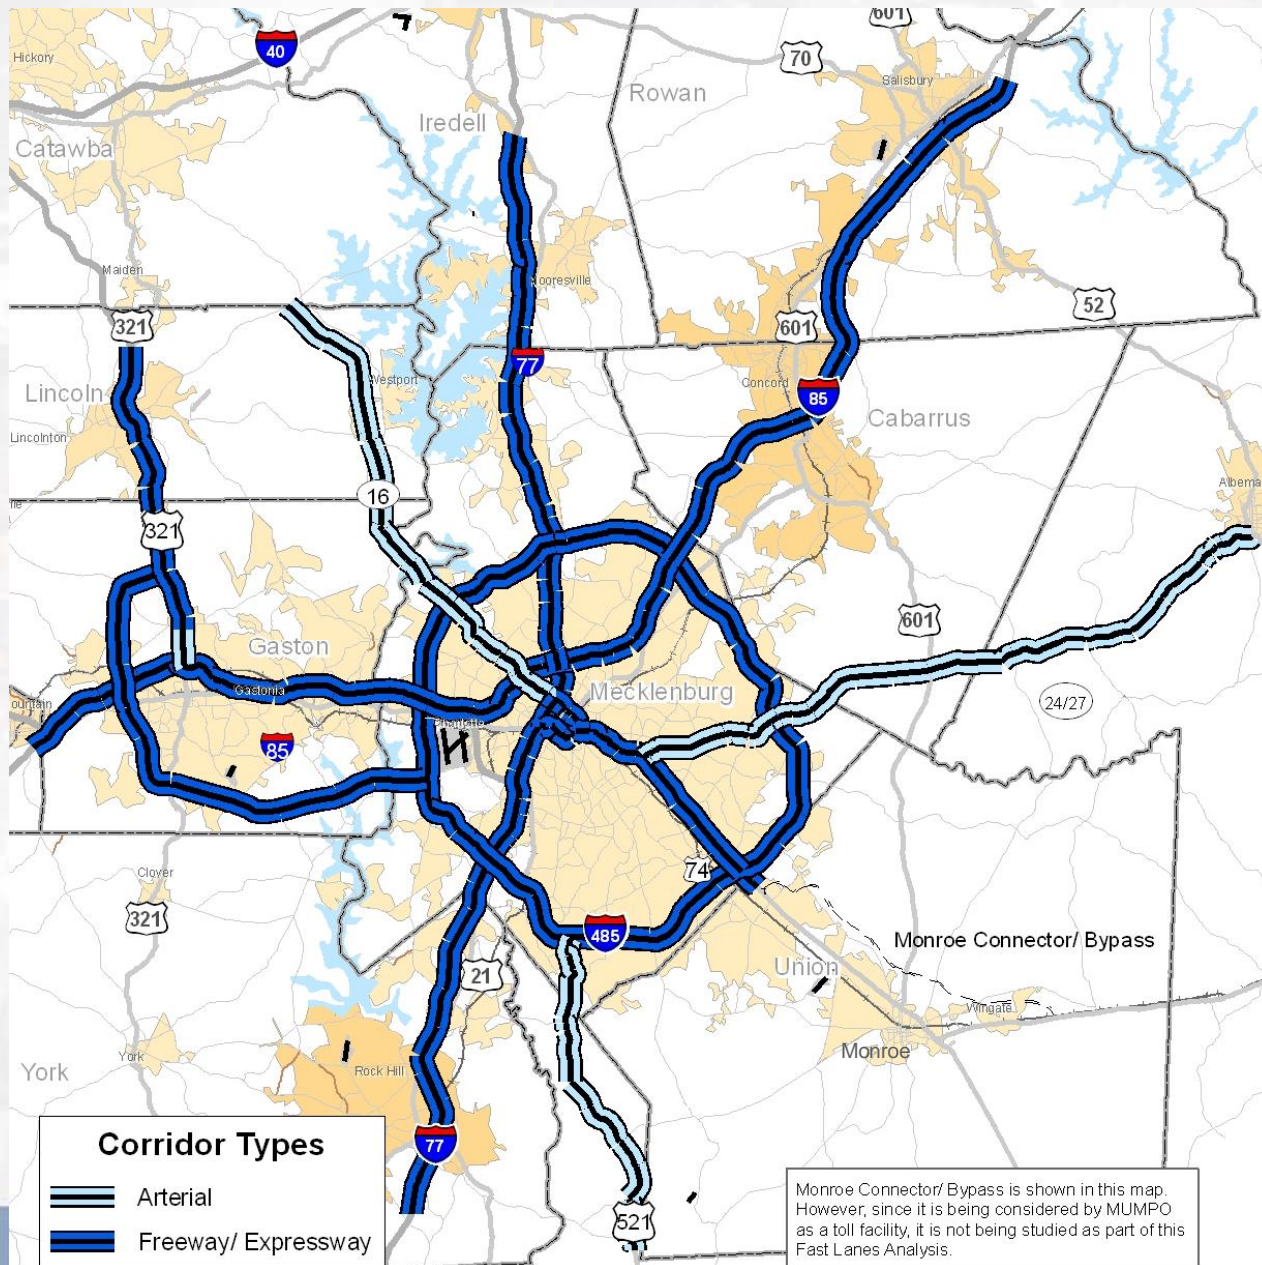 601
40
70
Hickory
Salisbury
Rowan
Iredell
Catawba
Maiden
Mooresville
52
321
601
77
Westport
Concord
Lincoln
85
Cabarrus
Lincolnton
Albema
16
321
601
Gaston
Mecklenburg
Gastonia
24/27
ountain
Charlotte
85
74
Clover
321
485
Monroe Connector/ Bypass
21
Union
Wingate
York
Monroe
York
Rock Hill
77
Corridor Types
Arterial
Freeway/ Expressway
521
Monroe Connector/ Bypass is shown in this map.
However, since it is being considered by MUMPO
as a toll facility, it is not being studied as part of this
Fast Lanes Analysis.